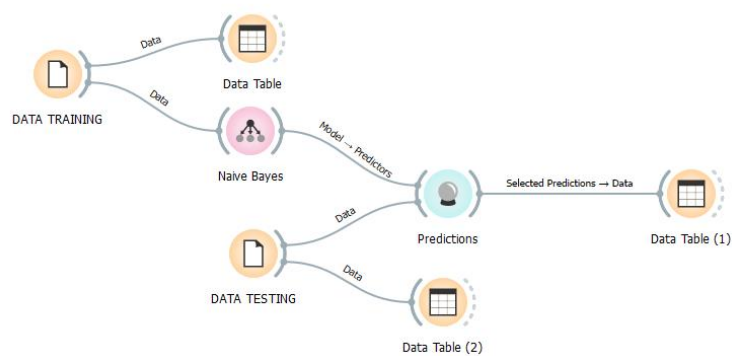 Data
Data Table
DATA TRAINING
Data
Naive Bayes
Model → Predictors
Data
Predictions
Selected Predictions → Data
Data Table (1)
DATA TESTING
Data
Data Table (2)